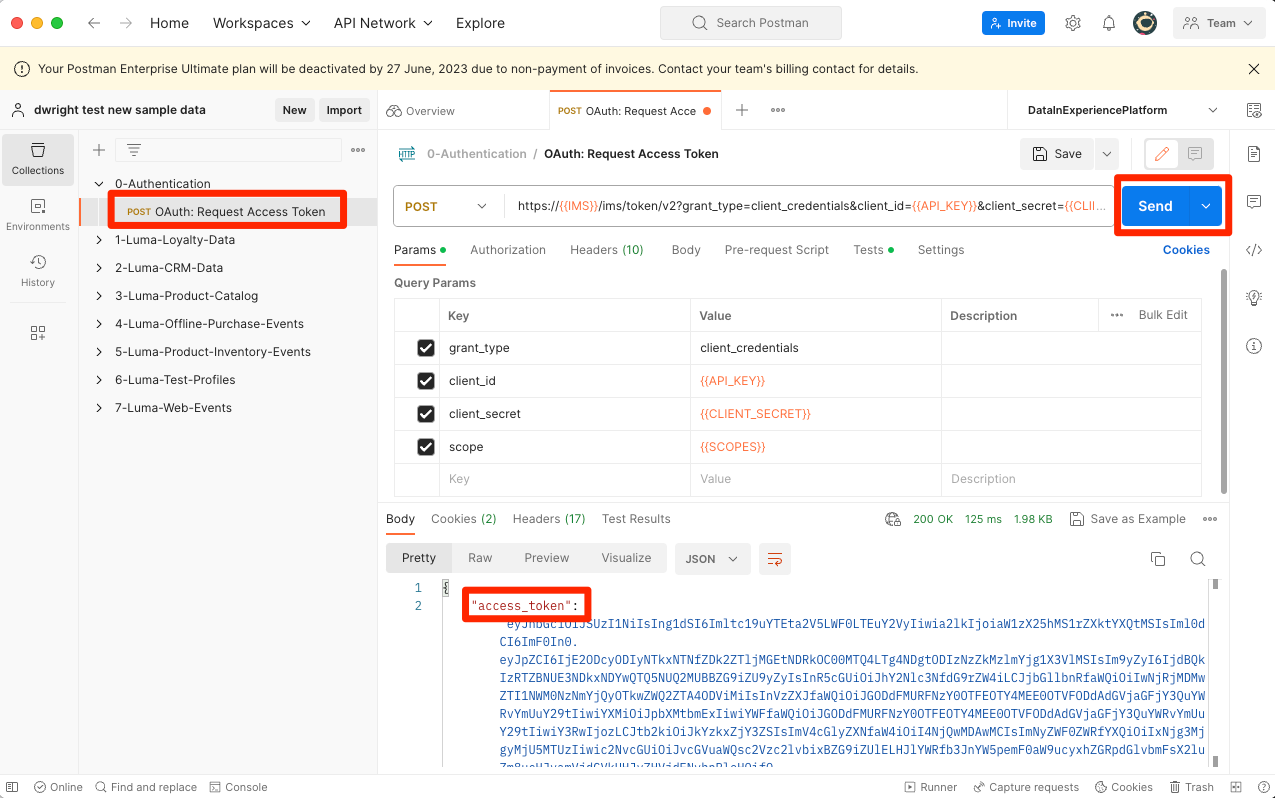 Home
Workspaces
API Network
Explore
Search Postman
Invite
Team
Your Postman Enterprise Ultimate plan will be deactivated by 27 June, 2023 due to non-payment of invoices. Contact your team's billing contact for details.
dwright test new sample data
New
Import
Overview
POST OAuth: Request Acce
DataInExperiencePlatform
Collections
Environments
History
0-Authentication
POST OAuth: Request Access Token
1-Luma-Loyalty-Data
2-Luma-CRM-Data
3-Luma-Product-Catalog
4-Luma-Offline-Purchase-Events
5-Luma-Product-Inventory-Events
6-Luma-Test-Profiles
7-Luma-Web-Events
HTTP
0-Authentication / OAuth: Request Access Token
Save
POST
https://{{IMS}}/ims/token/v2?grant_type=client_credentials&client_id={{API_KEY}}&client_secret={{CLII...
Send
Params
Authorization
Headers (10)
Body
Pre-request Script
Tests
Settings
Cookies
Query Params
Key
Value
Description
Bulk Edit
grant_type
client_credentials
client_id
{{API_KEY}}
client_secret
{{CLIENT_SECRET}}
scope
{{SCOPES}}
Key
Value
Description
Body
Cookies (2)
Headers (17)
Test Results
200 OK
125 ms
1.98 KB
Save as Example
Pretty
Raw
Preview
Visualize
JSON
1 {
2 "access_token":
Online
Find and replace
Console
Runner
Capture requests
Cookies
Trash